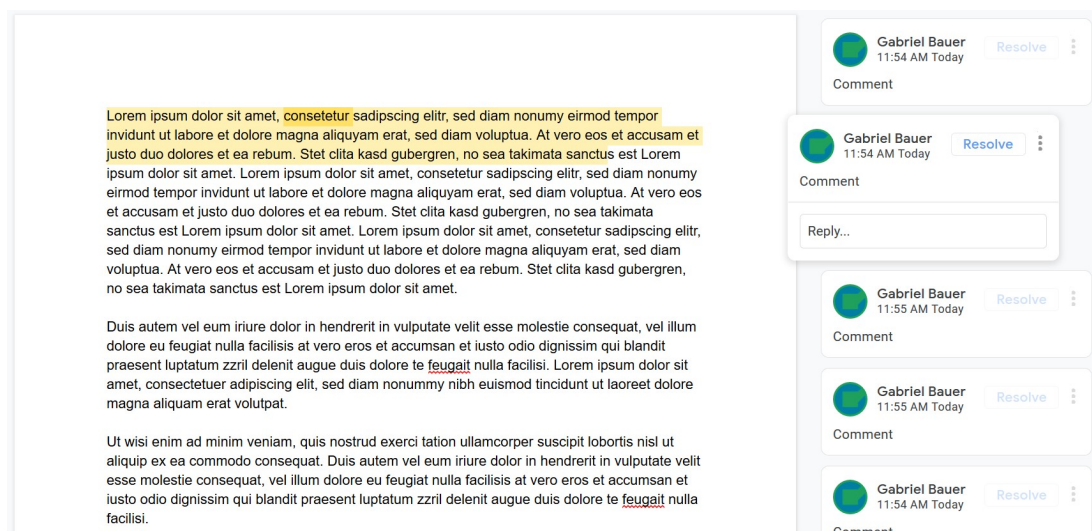 Lorem ipsum dolor sit amet, consetetur sadipscing elitr, sed diam nonumy eirmod tempor
invidunt ut labore et dolore magna aliquyam erat, sed diam voluptua. At vero eos et accusam et
justo duo dolores et ea rebum. Stet clita kasd gubergren, no sea takimata sanctus est Lorem
ipsum dolor sit amet. Lorem ipsum dolor sit amet, consetetur sadipscing elitr, sed diam nonumy
eirmod tempor invidunt ut labore et dolore magna aliquyam erat, sed diam voluptua. At vero eos
et accusam et justo duo dolores et ea rebum. Stet clita kasd gubergren, no sea takimata
sanctus est Lorem ipsum dolor sit amet. Lorem ipsum dolor sit amet, consetetur sadipscing elitr,
sed diam nonumy eirmod tempor invidunt ut labore et dolore magna aliquyam erat, sed diam
voluptua. At vero eos et accusam et justo duo dolores et ea rebum. Stet clita kasd gubergren,
no sea takimata sanctus est Lorem ipsum dolor sit amet.
Duis autem vel eum iriure dolor in hendrerit in vulputate velit esse molestie consequat, vel illum
dolore eu feugiat nulla facilisis at vero eros et accumsan et iusto odio dignissim qui blandit
praesent luptatum zzril delenit augue duis dolore te feugait nulla facilisi. Lorem ipsum dolor sit
amet, consectetuer adipiscing elit, sed diam nonummy nibh euismod tincidunt ut laoreet dolore
magna aliquam erat volutpat.
Ut wisi enim ad minim veniam, quis nostrud exerci tation ullamcorper suscipit lobortis nisl ut
aliquip ex ea commodo consequat. Duis autem vel eum iriure dolor in hendrerit in vulputate velit
esse molestie consequat, vel illum dolore eu feugiat nulla facilisis at vero eros et accumsan et
iusto odio dignissim qui blandit praesent luptatum zzril delenit augue duis dolore te feugait nulla
facilisi.
Gabriel Bauer
11:54 AM Today
Resolve
Comment
Gabriel Bauer
11:54 AM Today
Resolve
Comment
Reply...
Gabriel Bauer
11:55 AM Today
Resolve
Comment
Gabriel Bauer
11:55 AM Today
Resolve
Comment
Gabriel Bauer
11:54 AM Today
Resolve
Comment